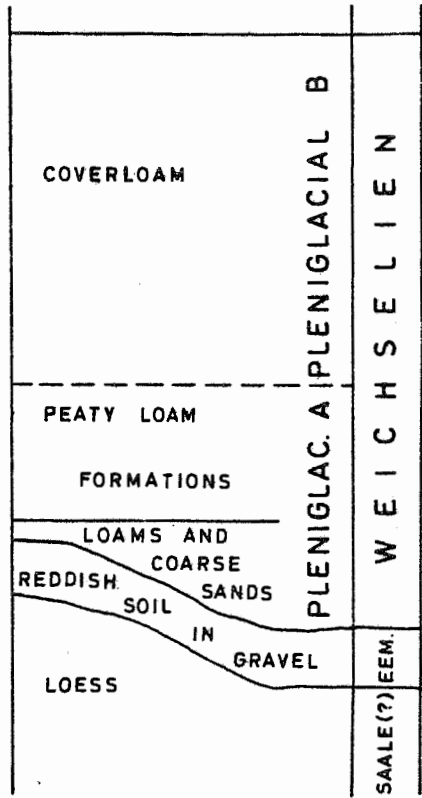 COVERLOAM
PEATY LOAM
FORMATIONS
LOAMS AND
COARSE
SANDS
REDDISH
SOIL
IN
GRAVEL
LOESS
PLENIGLAC. A
PLENIGLACIAL B
WEICHSELIEN
EEM.
SAALE(?)